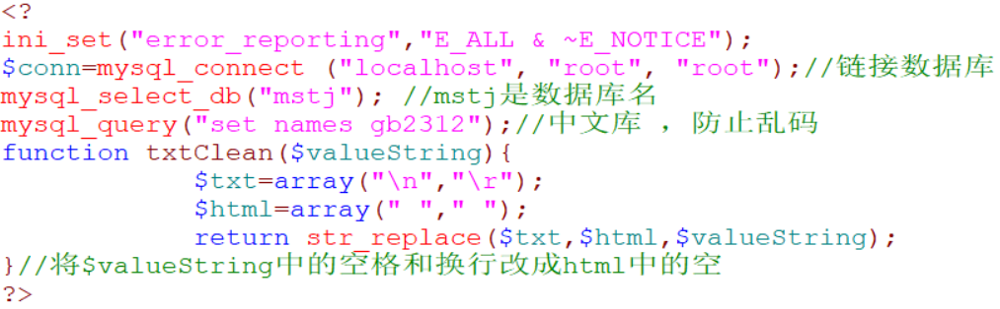 <?
ini_set("error_reporting","E_ALL & ~E_NOTICE");
$conn=mysql_connect ("localhost", "root", "root");//链接数据库
mysql_select_db("mstj"); //mstj是数据库名
mysql_query("set names gb2312");//中文库 ，防止乱码
function txtClean($valueString){
$txt=array("\n","\r");
$html=array(" "," ");
return str_replace($txt,$html,$valueString);
}//将$valueString中的空格和换行改成html中的空
?>